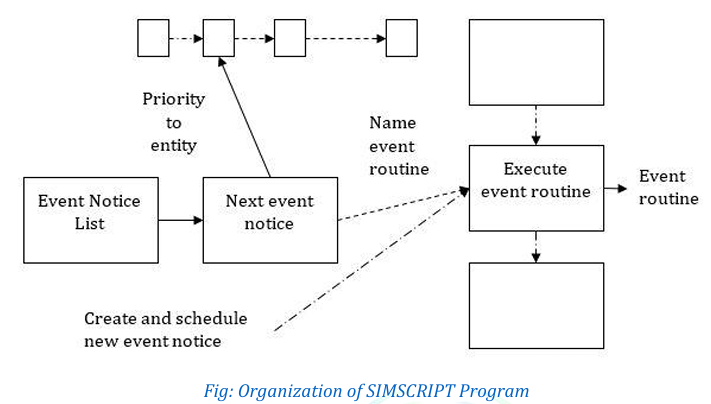 Priority
to
entity
Name
event
routine
Event Notice
List
Next event
notice
Execute
event routine
Event
routine
Create and schedule
new event notice
Fig: Organization of SIMSCRIPT Program